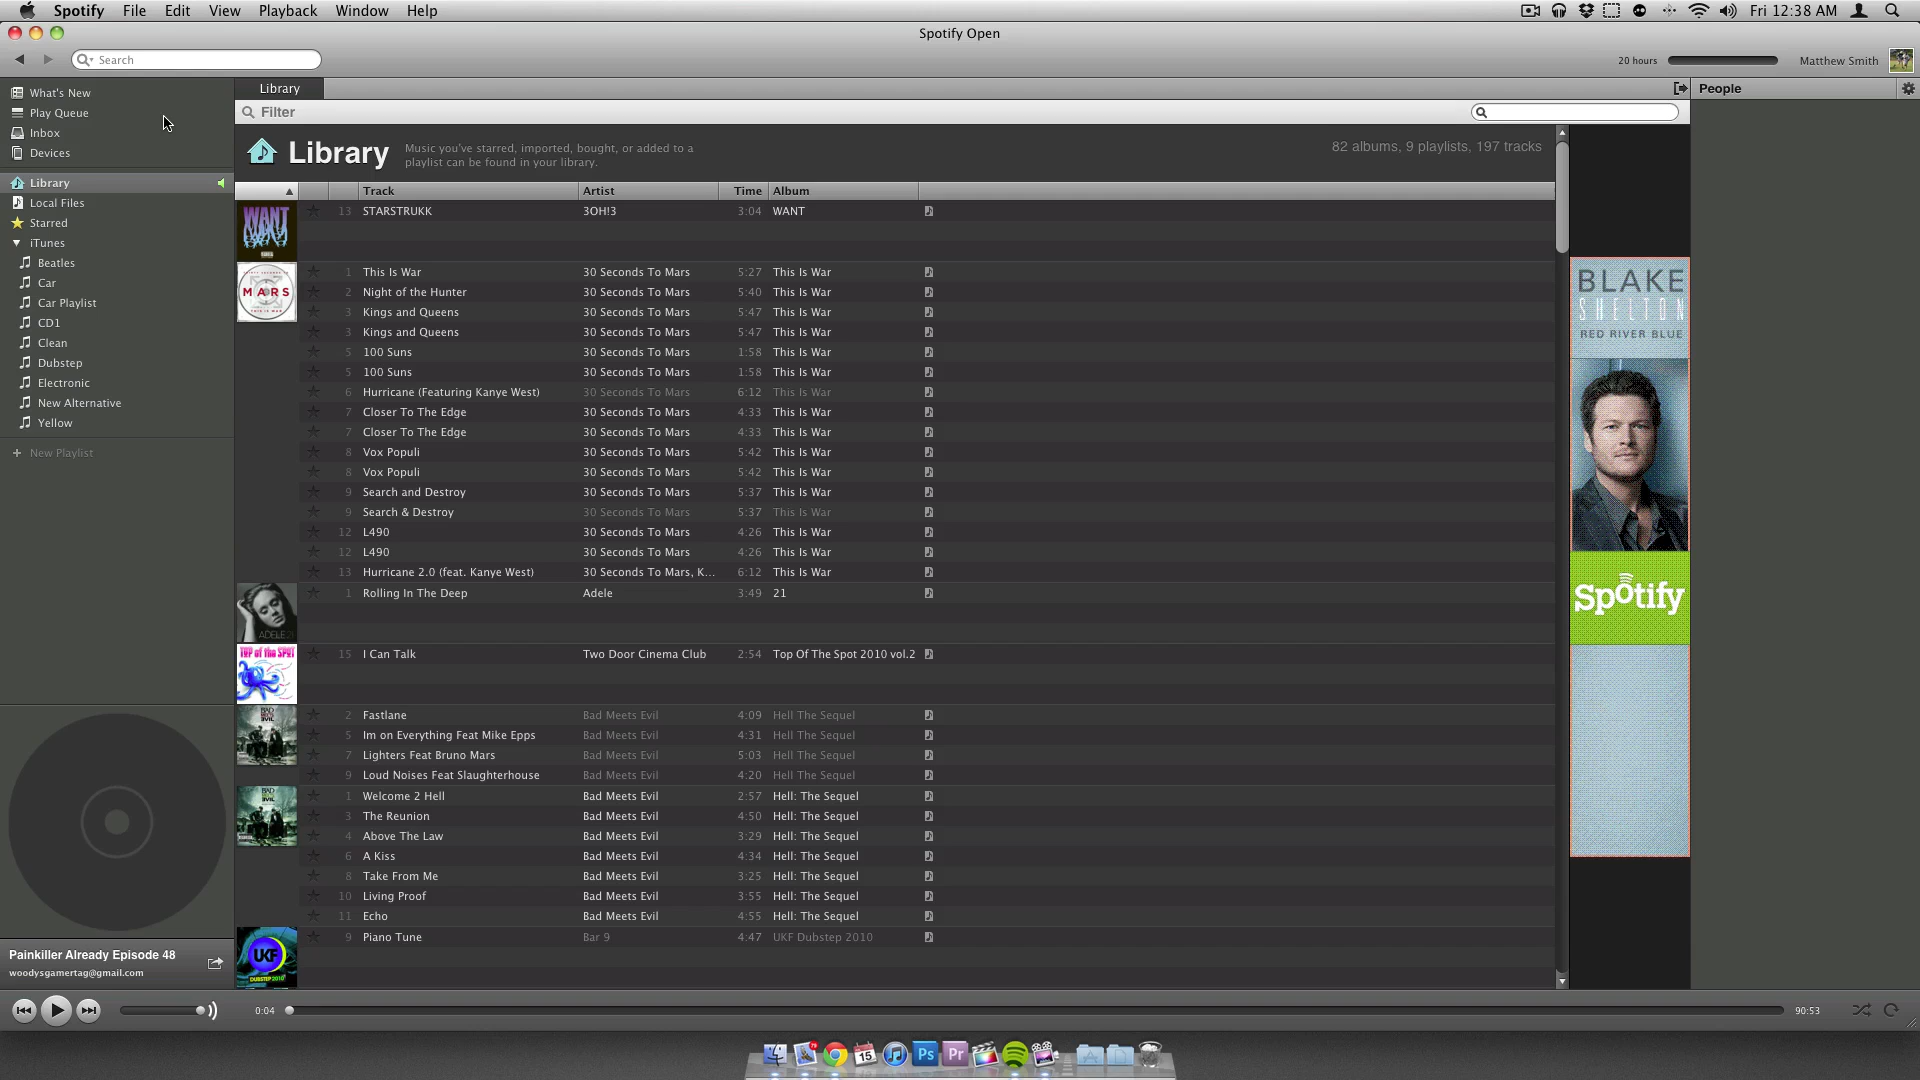 Spotify File Edit View Playback Window Help Fri 12:38 AM
Spotify Open
Search 20 hours Matthew Smith
What's New
Play Queue
Inbox
Devices
Library
Local Files
Starred
iTunes
Beatles
Car
Car Playlist
CD1
Clean
Dubstep
Electronic
New Alternative
Yellow
New Playlist
Painkiller Already Episode 48
woodysgamertag@gmail.com
Library People
Filter
Library Music you've starred, imported, bought, or added to a
playlist can be found in your library.
82 albums, 9 playlists, 197 tracks
Track Artist Time Album
WANT
13 STARSTRUKK 3OH!3 3:04 WANT
MARS
1 This Is War 30 Seconds To Mars 5:27 This Is War
2 Night of the Hunter 30 Seconds To Mars 5:40 This Is War
3 Kings and Queens 30 Seconds To Mars 5:47 This Is War
3 Kings and Queens 30 Seconds To Mars 5:47 This Is War
5 100 Suns 30 Seconds To Mars 1:58 This Is War
5 100 Suns 30 Seconds To Mars 1:58 This Is War
6 Hurricane (Featuring Kanye West) 30 Seconds To Mars 6:12 This Is War
7 Closer To The Edge 30 Seconds To Mars 4:33 This Is War
7 Closer To The Edge 30 Seconds To Mars 4:33 This Is War
8 Vox Populi 30 Seconds To Mars 5:42 This Is War
8 Vox Populi 30 Seconds To Mars 5:42 This Is War
9 Search and Destroy 30 Seconds To Mars 5:37 This Is War
9 Search & Destroy 30 Seconds To Mars 5:37 This Is War
12 L490 30 Seconds To Mars 4:26 This Is War
12 L490 30 Seconds To Mars 4:26 This Is War
13 Hurricane 2.0 (feat. Kanye West) 30 Seconds To Mars, K... 6:12 This Is War
ADELE 21
1 Rolling In The Deep Adele 3:49 21
TOP of the SPOT
15 I Can Talk Two Door Cinema Club 2:54 Top Of The Spot 2010 vol.2
2 Fastlane Bad Meets Evil 4:09 Hell The Sequel
5 Im on Everything Feat Mike Epps Bad Meets Evil 4:31 Hell The Sequel
7 Lighters Feat Bruno Mars Bad Meets Evil 5:03 Hell The Sequel
9 Loud Noises Feat Slaughterhouse Bad Meets Evil 4:20 Hell The Sequel
1 Welcome 2 Hell Bad Meets Evil 2:57 Hell: The Sequel
3 The Reunion Bad Meets Evil 4:50 Hell: The Sequel
4 Above The Law Bad Meets Evil 3:29 Hell: The Sequel
6 A Kiss Bad Meets Evil 4:34 Hell: The Sequel
8 Take From Me Bad Meets Evil 3:25 Hell: The Sequel
10 Living Proof Bad Meets Evil 3:55 Hell: The Sequel
11 Echo Bad Meets Evil 4:55 Hell: The Sequel
UKF
DUBSTEP 2010
9 Piano Tune Bar 9 4:47 UKF Dubstep 2010
BLAKE
SHELTON
RED RIVER BLUE
Spotify
0:04 90:53
15 Ps Pr